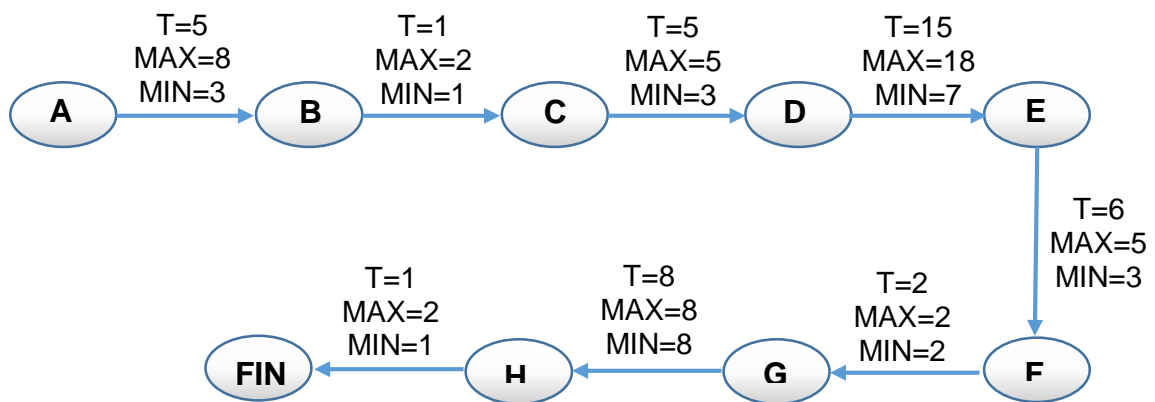 T=5
MAX=8
MIN=3
T=1
MAX=2
MIN=1
T=5
MAX=5
MIN=3
T=15
MAX=18
MIN=7
A
B
C
D
E
T=6
MAX=5
MIN=3
T=1
MAX=2
MIN=1
T=8
MAX=8
MIN=8
T=2
MAX=2
MIN=2
FIN
H
G
F